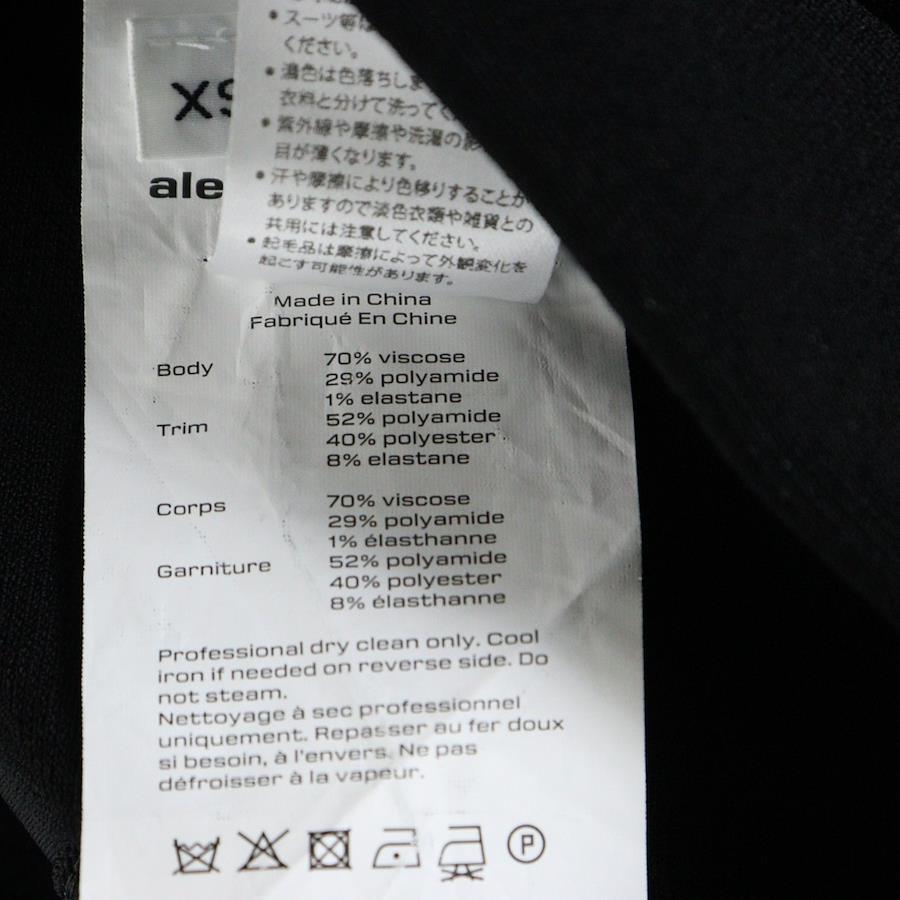 XS
ale
• スーツ等は
ください。
• 濃色は色落ちしま
衣料と分けて洗って
• 紫外線や摩擦や洗濯の影
目が薄くなります。
• 汗や摩擦により色移りすることが
ありますので淡色衣類や雑貨との
共用には注意してください。
• 起毛品は摩擦によって外観変化を
起こす可能性があります。
Made in China
Fabriqué En Chine
Body 70% viscose
29% polyamide
1% elastane
Trim 52% polyamide
40% polyester
8% elastane
Corps 70% viscose
29% polyamide
1% élasthanne
Garniture 52% polyamide
40% polyester
8% élasthanne
Professional dry clean only. Cool
iron if needed on reverse side. Do
not steam.
Nettoyage à sec professionnel
uniquement. Repasser au fer doux
si besoin, à l'envers. Ne pas
défroisser à la vapeur.
P